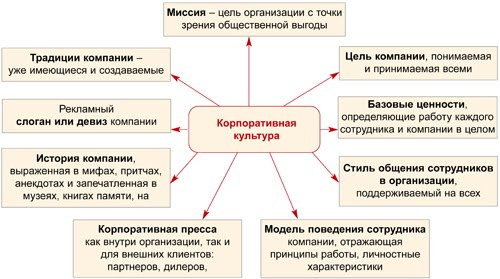 Миссия – цель организации с точки
зрения общественной выгоды
Традиции компании –
уже имеющиеся и создаваемые
Цель компании, понимаемая
и принимаемая всеми
Рекламный
слоган или девиз компании
Корпоративная
культура
Базовые ценности,
определяющие работу каждого
сотрудника и компании в целом
История компании,
выраженная в мифах, притчах,
анекдотах и запечатленная в
музеях, книгах памяти, на
Стиль общения сотрудников
в организации,
поддерживаемый на всех
Корпоративная пресса
как внутри организации, так и
для внешних клиентов:
партнеров, дилеров,
Модель поведения сотрудника
компании, отражающая
принципы работы, личностные
характеристики